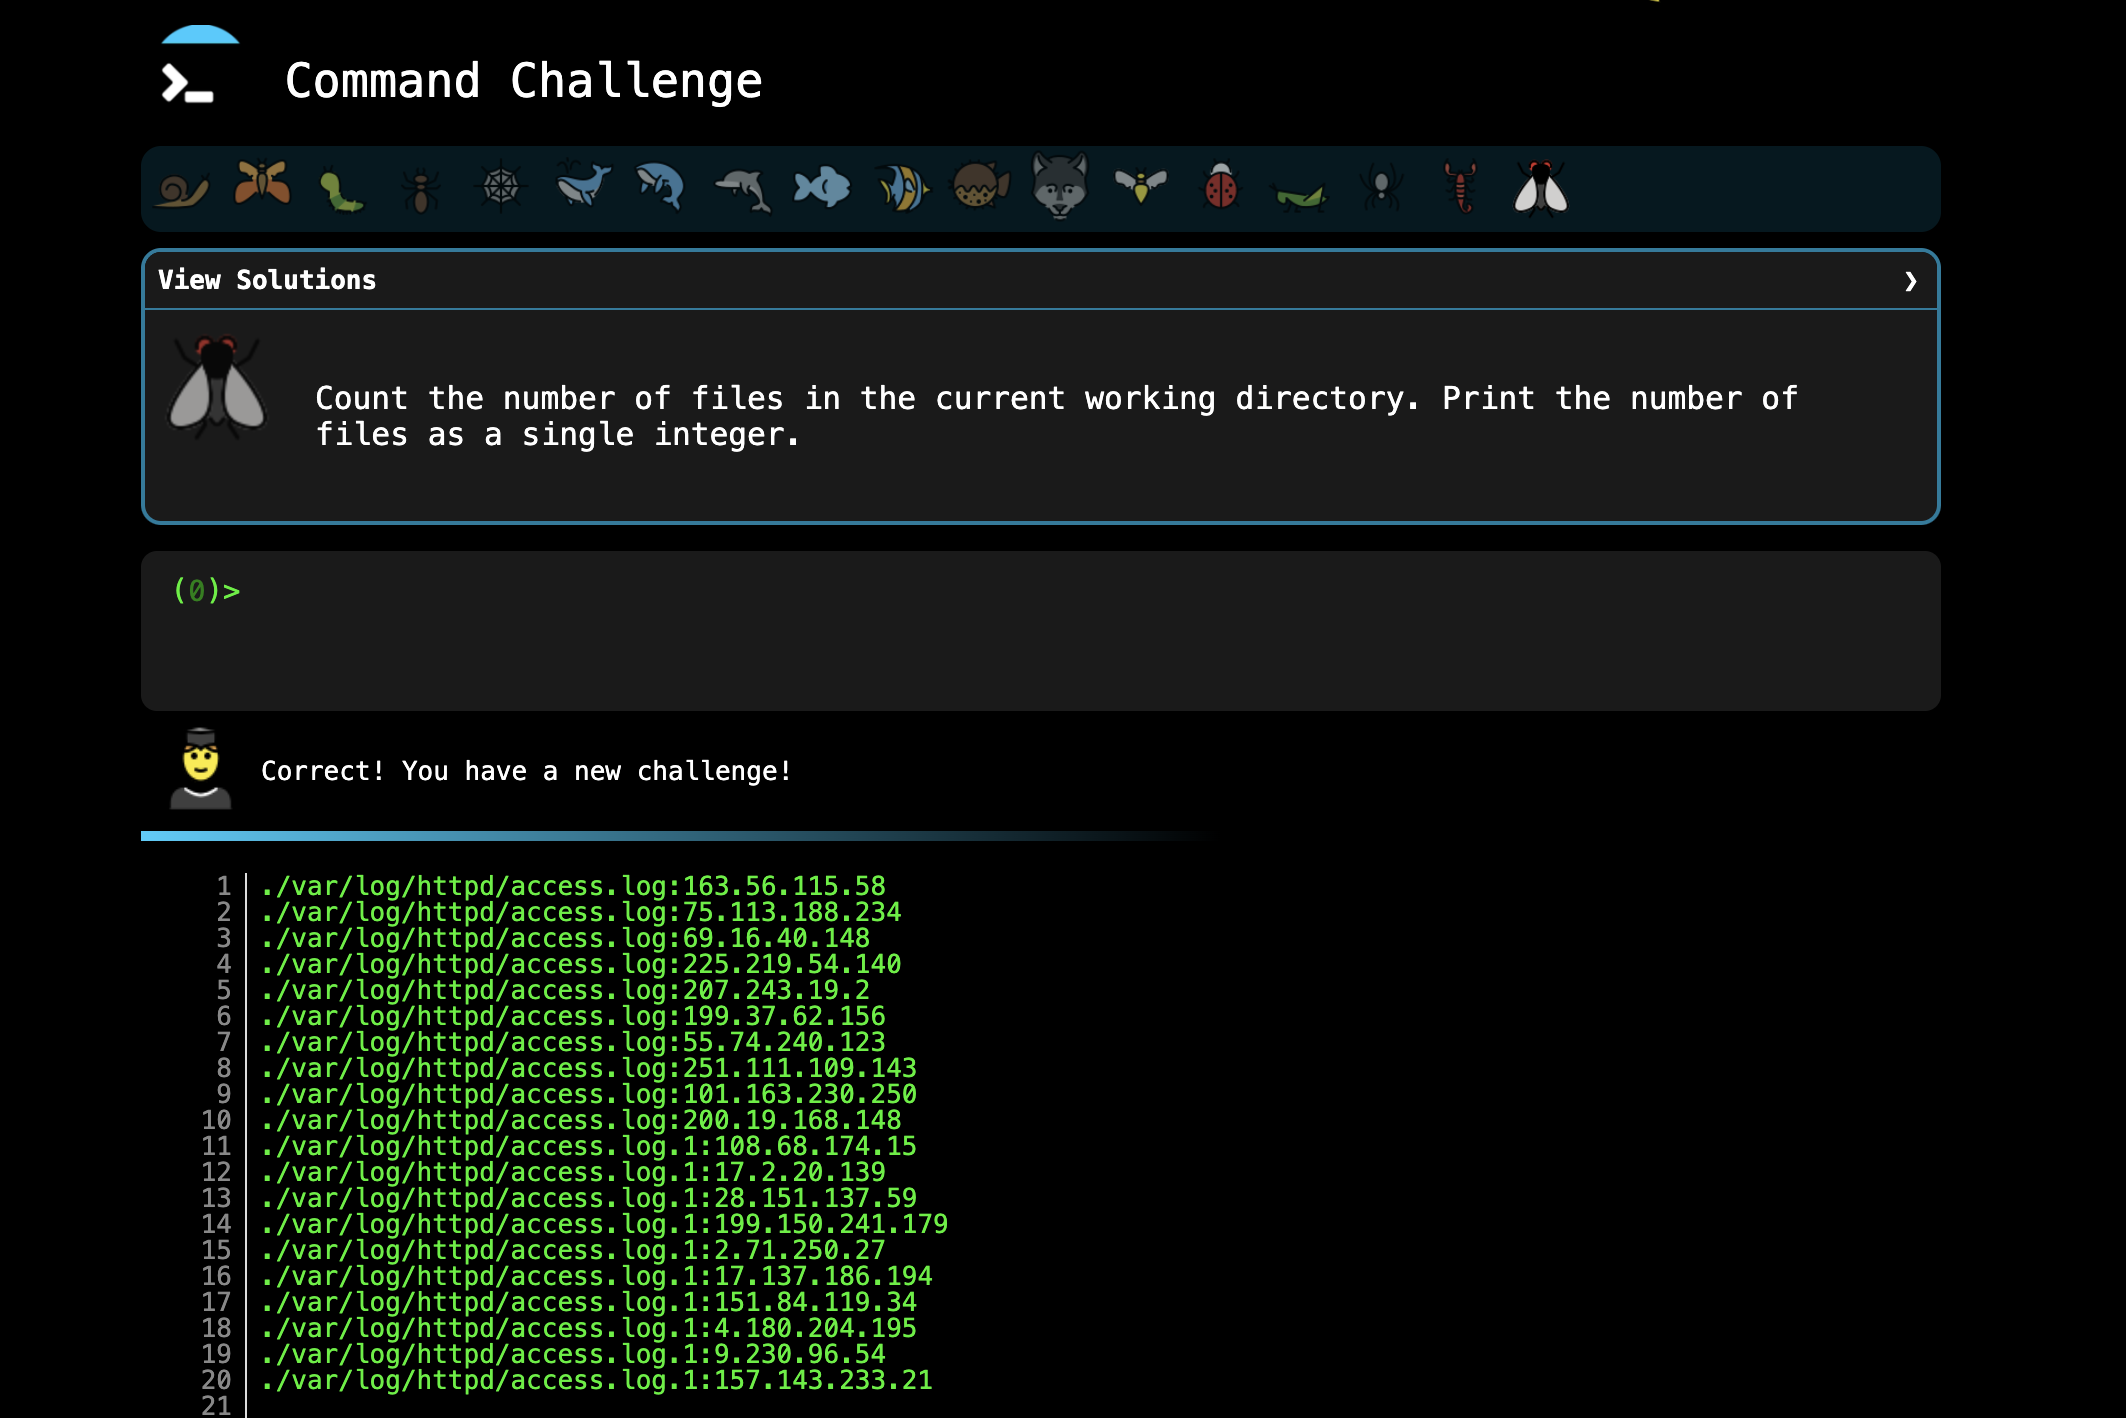 Command Challenge
View Solutions ❯
Count the number of files in the current working directory. Print the number of
files as a single integer.
(0)>
Correct! You have a new challenge!
1 ./var/log/httpd/access.log:163.56.115.58
2 ./var/log/httpd/access.log:75.113.188.234
3 ./var/log/httpd/access.log:69.16.40.148
4 ./var/log/httpd/access.log:225.219.54.140
5 ./var/log/httpd/access.log:207.243.19.2
6 ./var/log/httpd/access.log:199.37.62.156
7 ./var/log/httpd/access.log:55.74.240.123
8 ./var/log/httpd/access.log:251.111.109.143
9 ./var/log/httpd/access.log:101.163.230.250
10 ./var/log/httpd/access.log:200.19.168.148
11 ./var/log/httpd/access.log.1:108.68.174.15
12 ./var/log/httpd/access.log.1:17.2.20.139
13 ./var/log/httpd/access.log.1:28.151.137.59
14 ./var/log/httpd/access.log.1:199.150.241.179
15 ./var/log/httpd/access.log.1:2.71.250.27
16 ./var/log/httpd/access.log.1:17.137.186.194
17 ./var/log/httpd/access.log.1:151.84.119.34
18 ./var/log/httpd/access.log.1:4.180.204.195
19 ./var/log/httpd/access.log.1:9.230.96.54
20 ./var/log/httpd/access.log.1:157.143.233.21
21